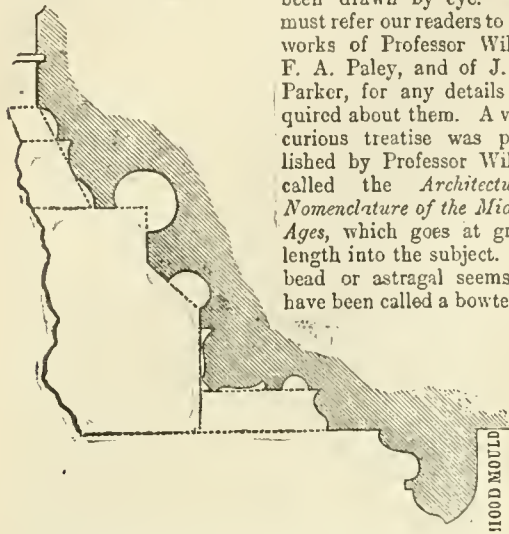 must refer our readers to
works of Professor Wil
F. A. Paley, and of J.
Parker, for any details
quired about them. A v
curious treatise was p
lished by Professor Wil
called the Architectu
Nomenclature of the Mid
Ages, which goes at gr
length into the subject.
bead or astragal seems
have been called a bowte
HOOD MOULD